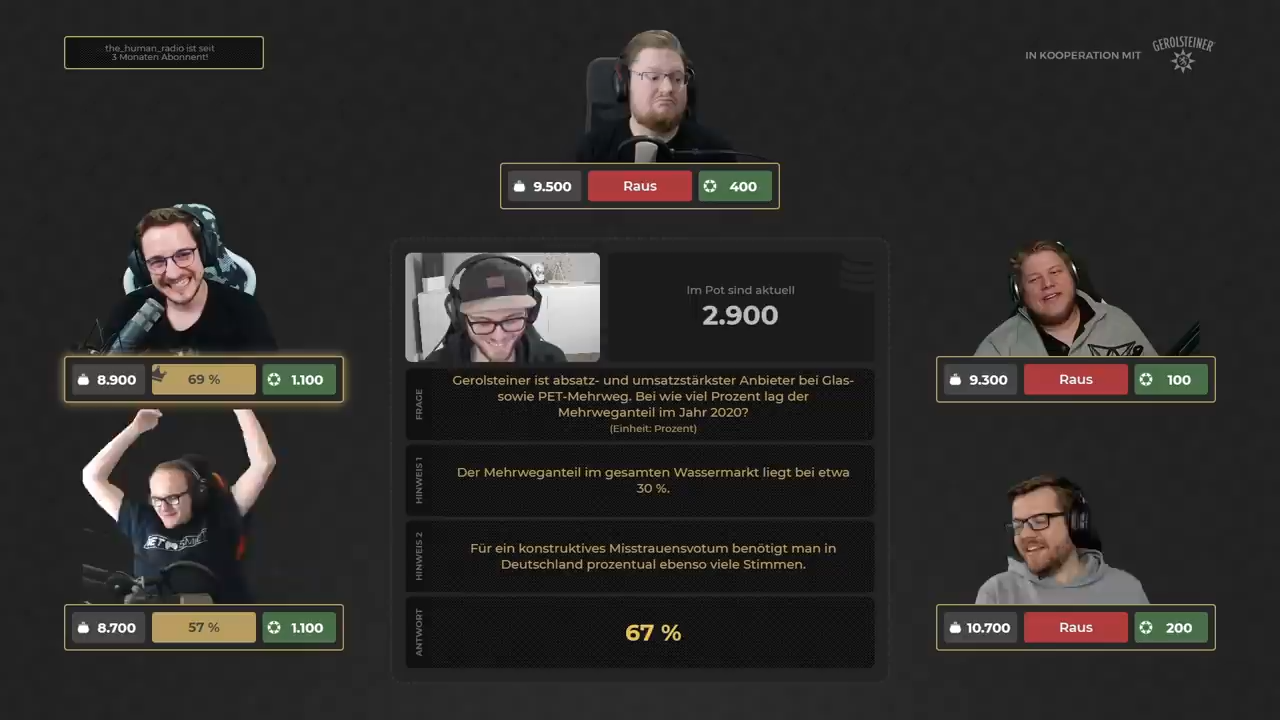 the_human_radio ist seit
3 Monaten Abonnent!
IN KOOPERATION MIT
GEROLSTEINER
9.500
Raus
400
Im Pot sind aktuell
2.900
8.900
69 %
1.100
9.300
Raus
100
FRAGE
Gerolsteiner ist absatz- und umsatzstärkster Anbieter bei Glas-
sowie PET-Mehrweg. Bei wie viel Prozent lag der
Mehrweganteil im Jahr 2020?
(Einheit: Prozent)
HINWEIS 1
Der Mehrweganteil im gesamten Wassermarkt liegt bei etwa
30 %.
HINWEIS 2
Für ein konstruktives Misstrauensvotum benötigt man in
Deutschland prozentual ebenso viele Stimmen.
ANTWORT
67 %
8.700
57 %
1.100
10.700
Raus
200